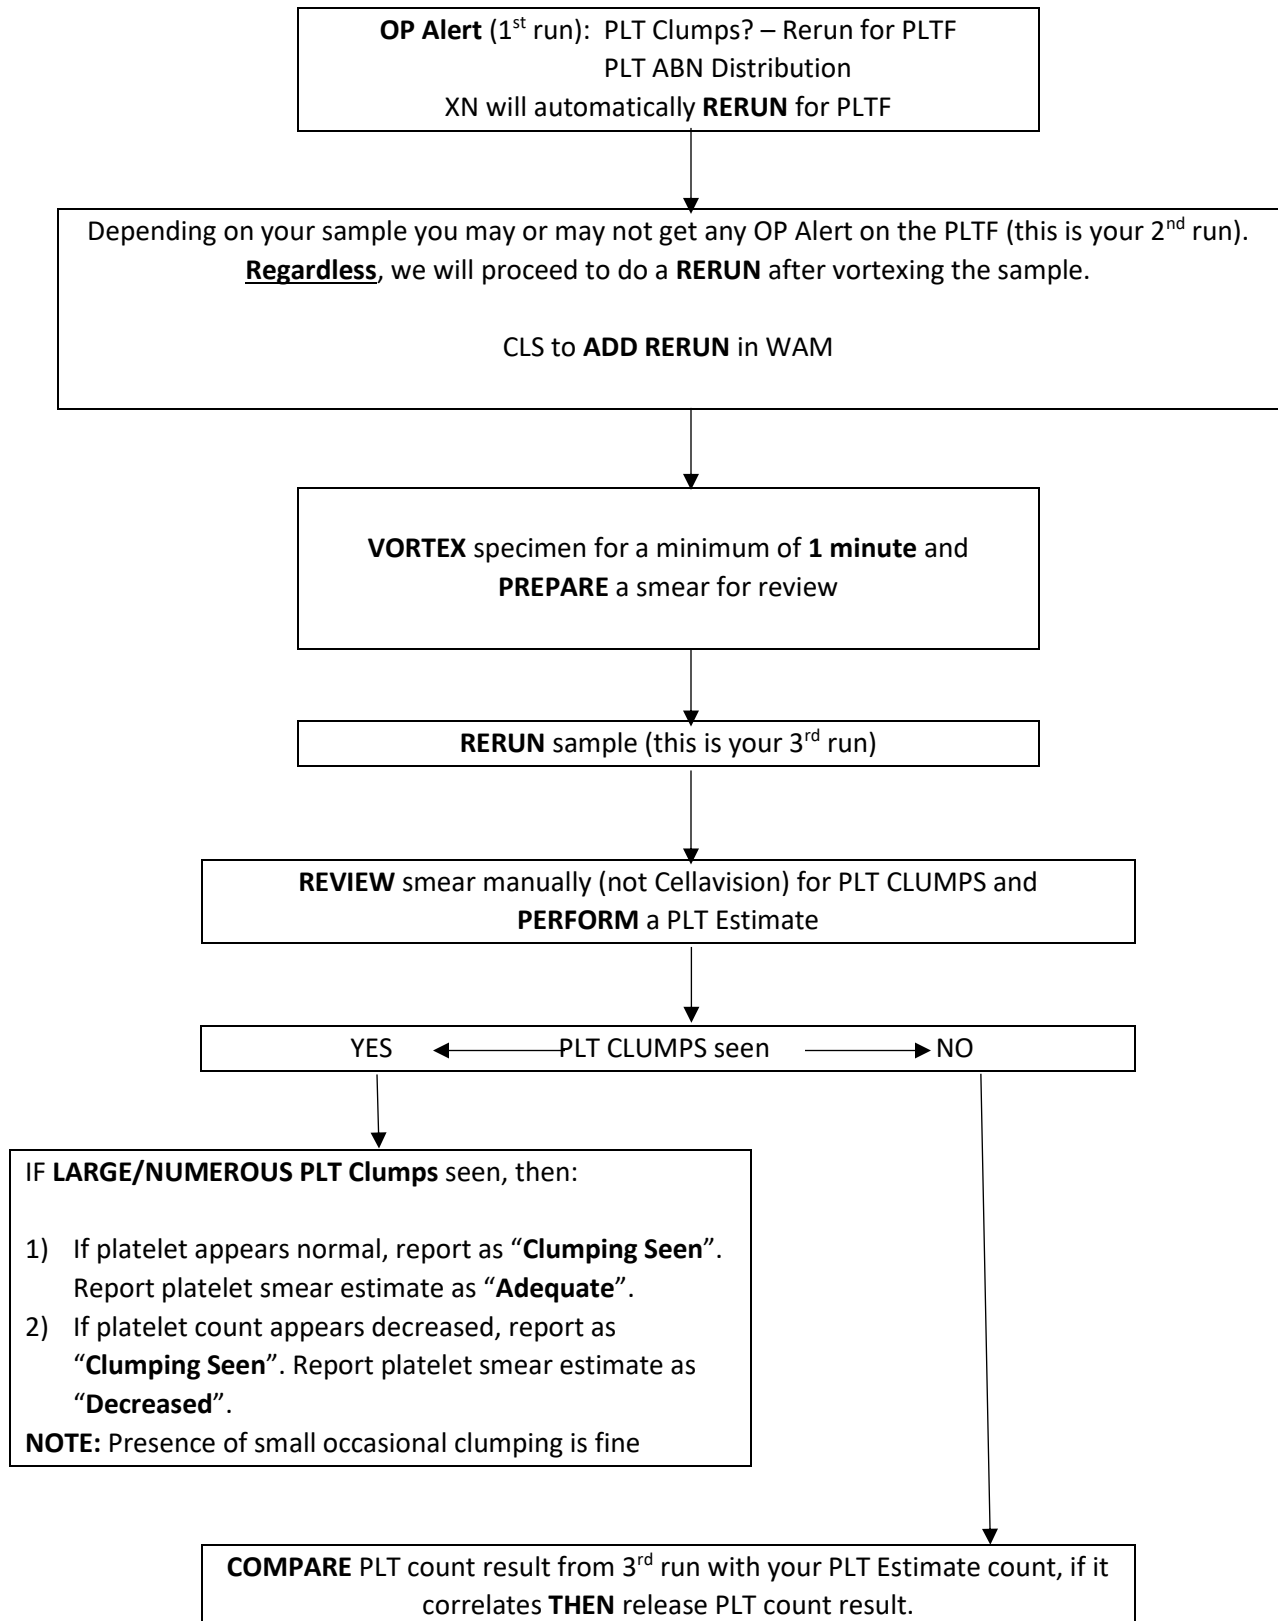 OP Alert (1st run): PLT Clumps? – Rerun for PLTF
PLT ABN Distribution
XN will automatically RERUN for PLTF
Depending on your sample you may or may not get any OP Alert on the PLTF (this is your 2nd run).
Regardless, we will proceed to do a RERUN after vortexing the sample.
CLS to ADD RERUN in WAM
VORTEX specimen for a minimum of 1 minute and
PREPARE a smear for review
RERUN sample (this is your 3rd run)
REVIEW smear manually (not Cellavision) for PLT CLUMPS and
PERFORM a PLT Estimate
YES PLT CLUMPS seen NO
IF LARGE/NUMEROUS PLT Clumps seen, then:
1) If platelet appears normal, report as “Clumping Seen”.
Report platelet smear estimate as “Adequate”.
2) If platelet count appears decreased, report as
“Clumping Seen”. Report platelet smear estimate as
“Decreased”.
NOTE: Presence of small occasional clumping is fine
COMPARE PLT count result from 3rd run with your PLT Estimate count, if it
correlates THEN release PLT count result.